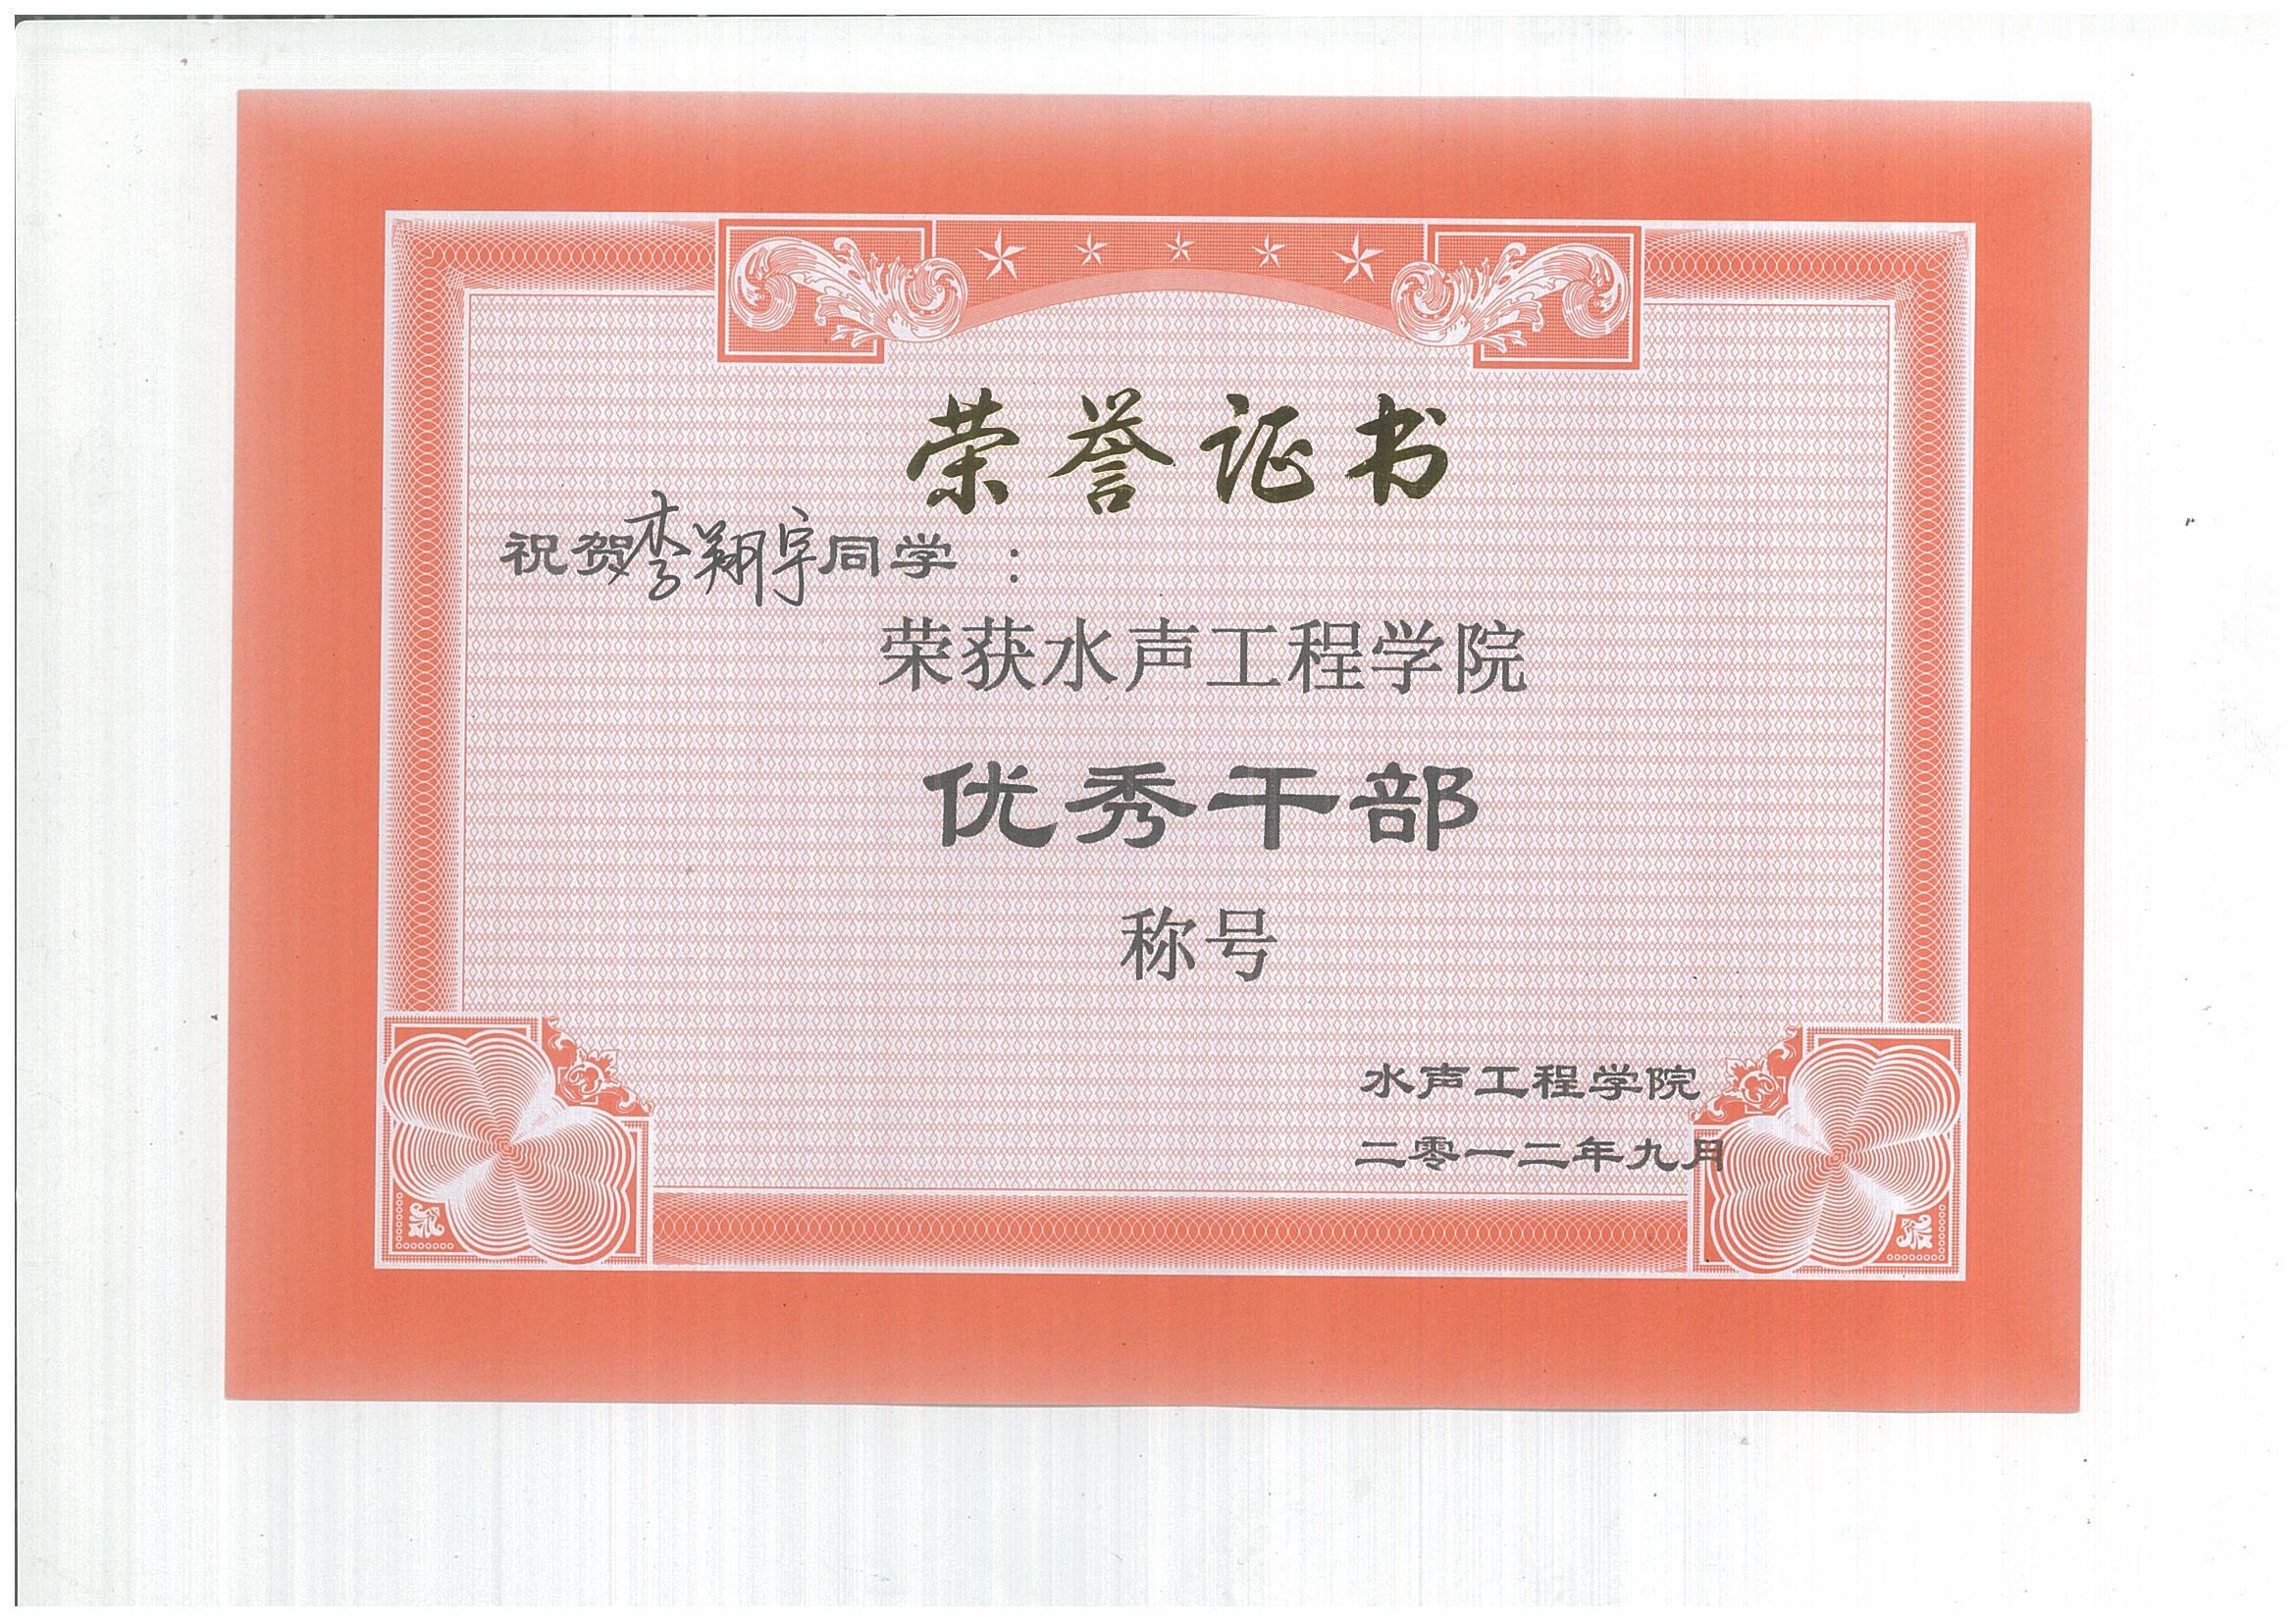 荣誉证书
祝贺李翔宇同学：
荣获水声工程学院
优秀干部
称号
水声工程学院
二零一二年九月